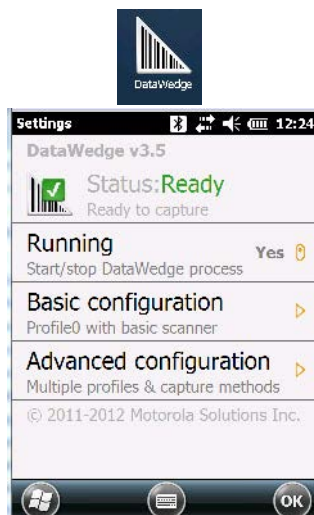 DataWedge
Settings 12:24
DataWedge v3.5
Status:Ready
Ready to capture
Running Yes
Start/stop DataWedge process
Basic configuration
Profile0 with basic scanner
Advanced configuration
Multiple profiles & capture methods
© 2011-2012 Motorola Solutions Inc.
OK